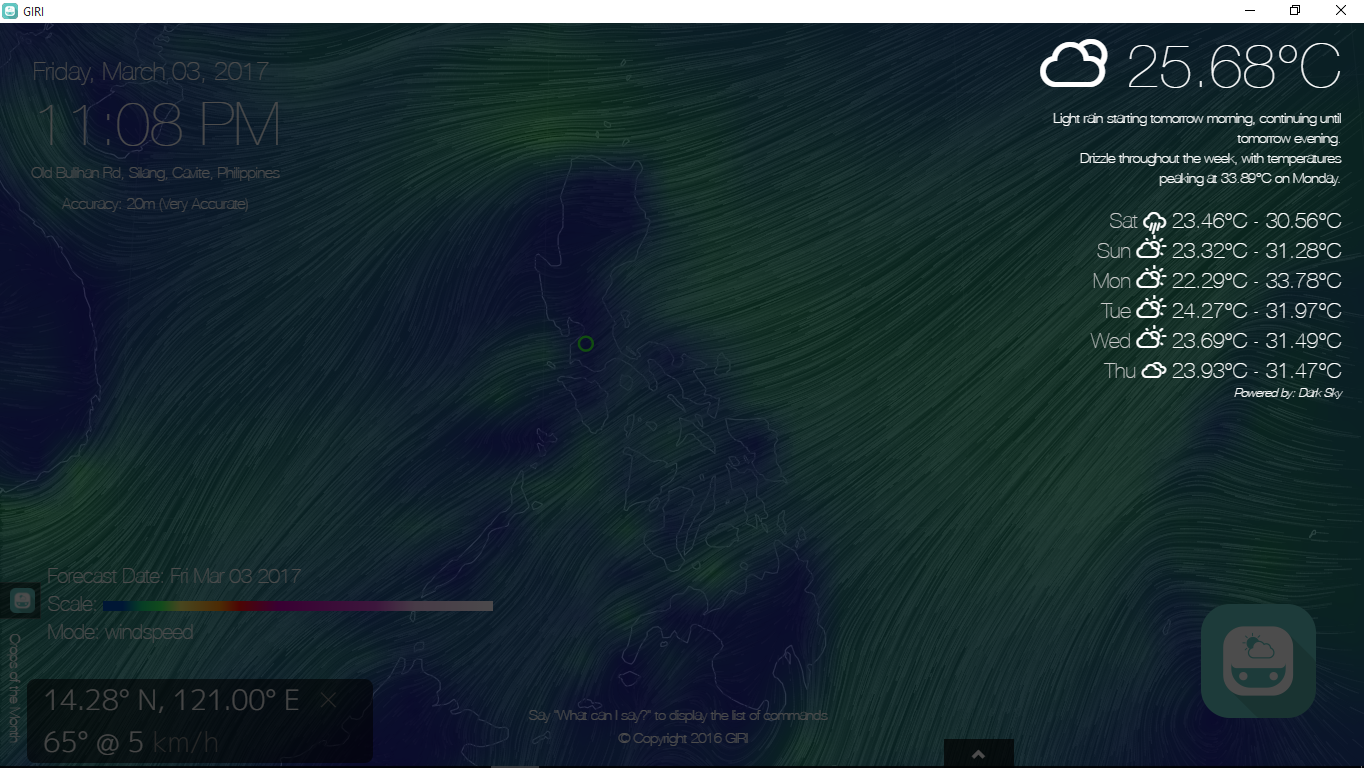 GIRI
Friday, March 03, 2017
11:08 PM
Old Bulihan Rd, Silang, Cavite, Philippines
Accuracy: 20m (Very Accurate)
25.68°C
Light rain starting tomorrow morning, continuing until
tomorrow evening.
Drizzle throughout the week, with temperatures
peaking at 33.89°C on Monday.
Sat 23.46°C - 30.56°C
Sun 23.32°C - 31.28°C
Mon 22.29°C - 33.78°C
Tue 24.27°C - 31.97°C
Wed 23.69°C - 31.49°C
Thu 23.93°C - 31.47°C
Powered by: Dark Sky
Forecast Date: Fri Mar 03 2017
Scale:
Mode: windspeed
Crops of the Month
14.28° N, 121.00° E
65° @ 5 km/h
Say "What can I say?" to display the list of commands
© Copyright 2016 GIRI